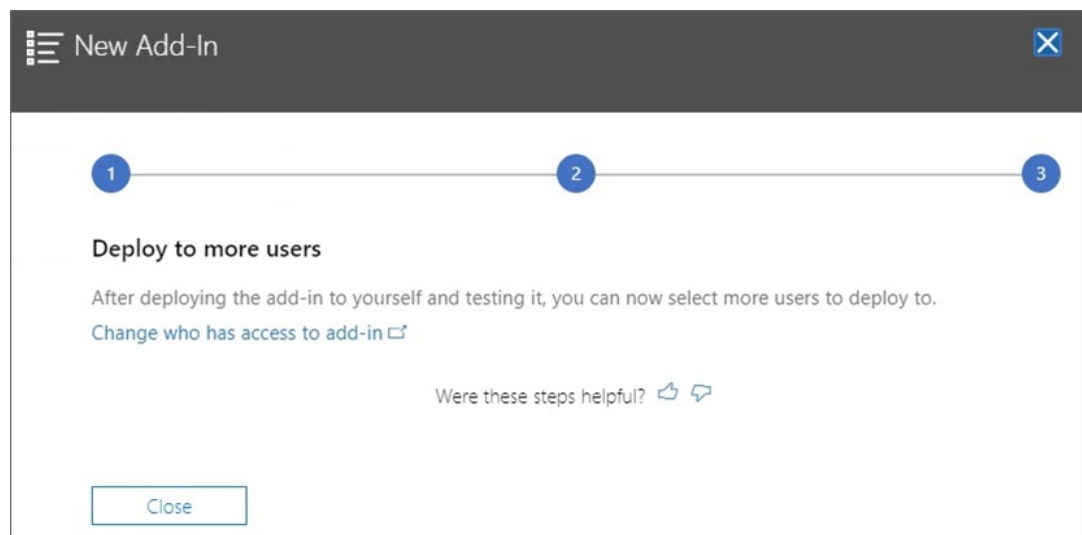 New Add-In
1 2 3
Deploy to more users
After deploying the add-in to yourself and testing it, you can now select more users to deploy to.
Change who has access to add-in
Were these steps helpful?
Close